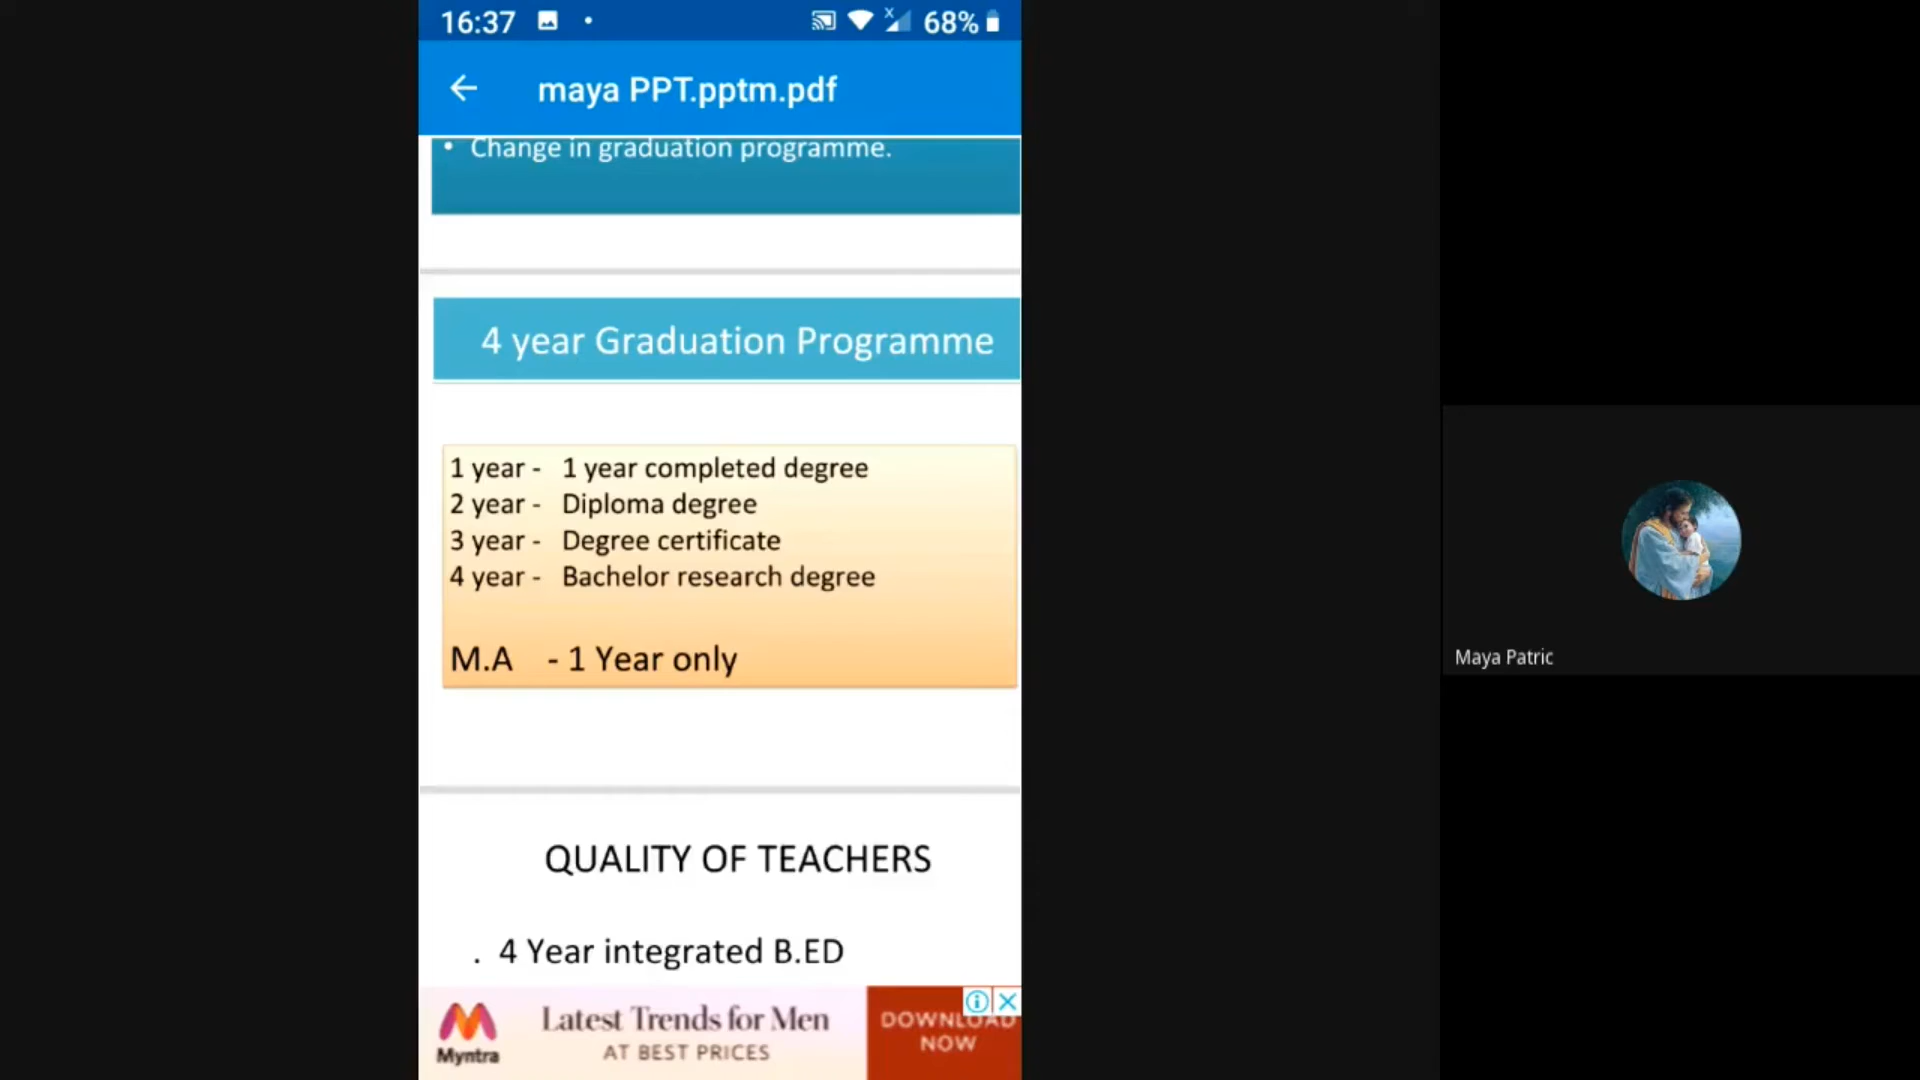 16:37 68%
maya PPT.pptm.pdf
• Change in graduation programme.
4 year Graduation Programme
1 year - 1 year completed degree
2 year - Diploma degree
3 year - Degree certificate
4 year - Bachelor research degree
M.A - 1 Year only
QUALITY OF TEACHERS
. 4 Year integrated B.ED
Myntra
Latest Trends for Men
AT BEST PRICES
DOWNLOAD
NOW
Maya Patric